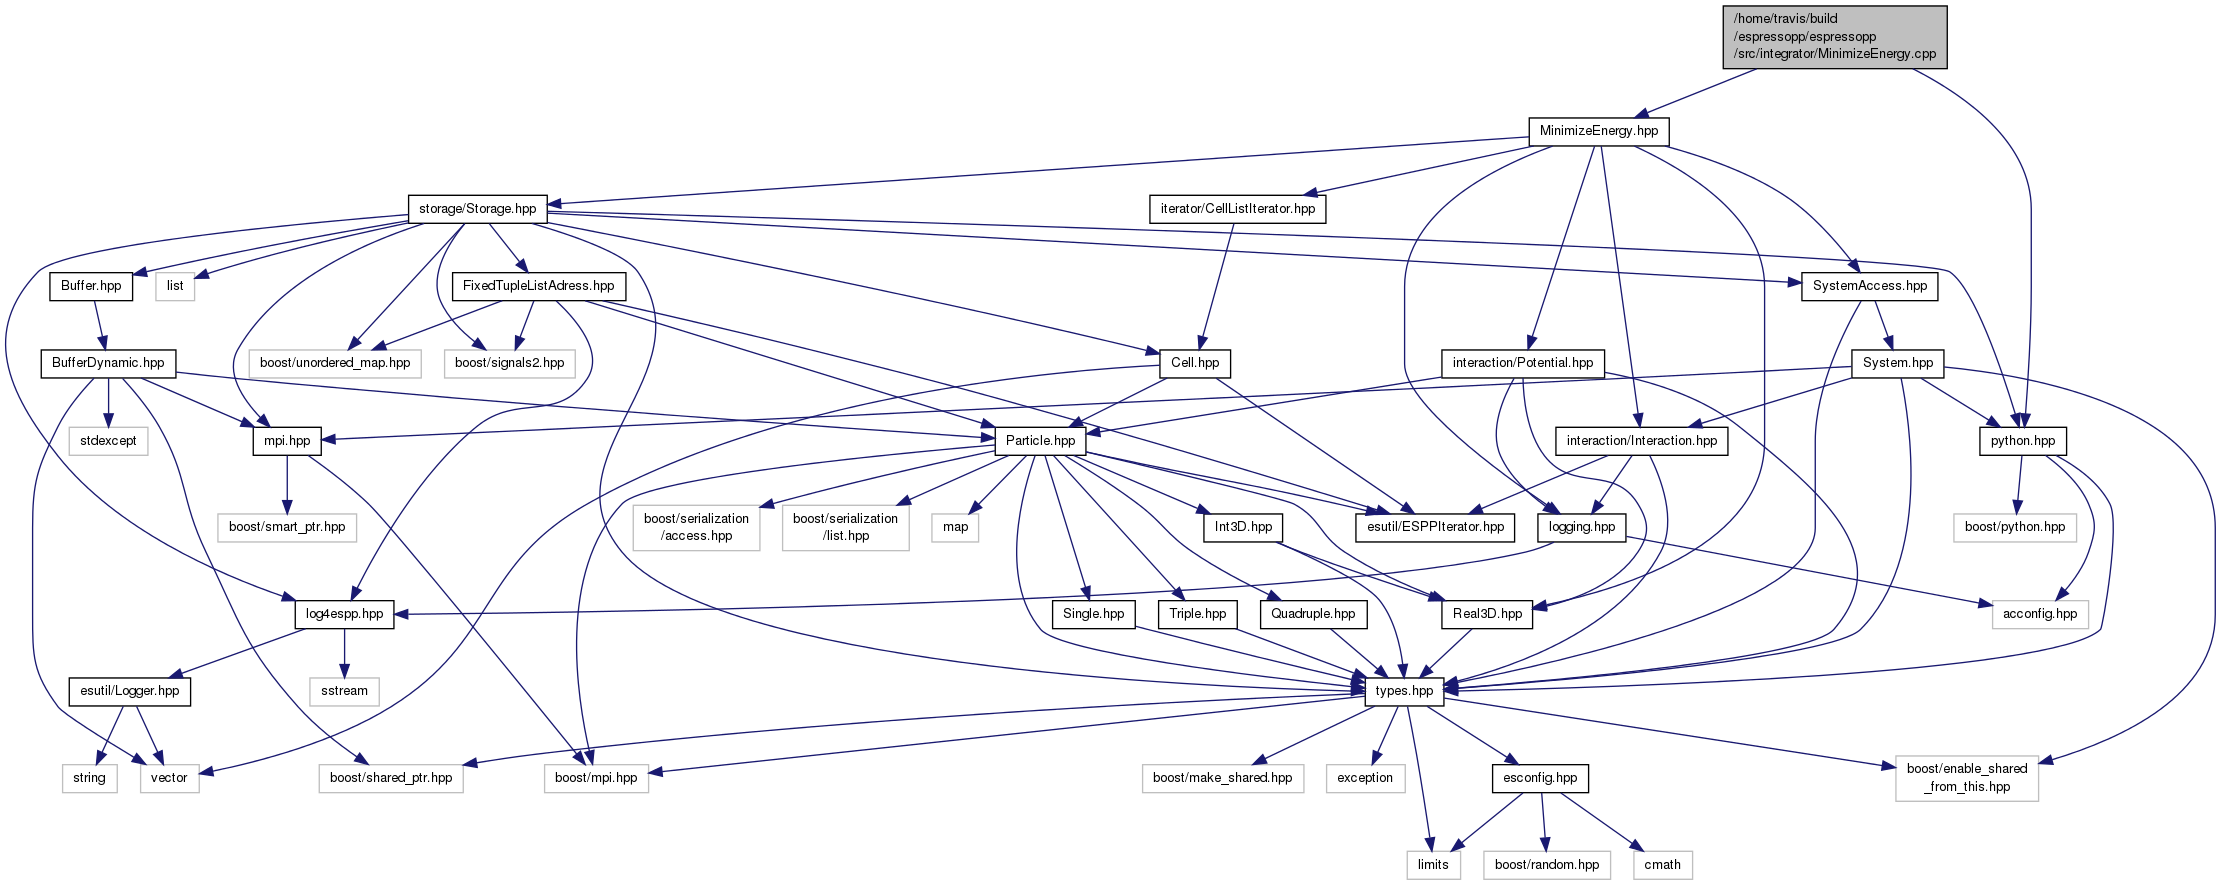 /home/travis/build
/espressopp/espressopp
/src/integrator/MinimizeEnergy.cpp
MinimizeEnergy.hpp
storage/Storage.hpp
iterator/CellListIterator.hpp
Buffer.hpp
list
FixedTupleListAdress.hpp
SystemAccess.hpp
BufferDynamic.hpp
boost/unordered_map.hpp
boost/signals2.hpp
Cell.hpp
interaction/Potential.hpp
System.hpp
stdexcept
mpi.hpp
Particle.hpp
interaction/Interaction.hpp
python.hpp
boost/smart_ptr.hpp
boost/serialization
/access.hpp
boost/serialization
/list.hpp
map
Int3D.hpp
esutil/ESPPIterator.hpp
logging.hpp
boost/python.hpp
log4espp.hpp
Single.hpp
Triple.hpp
Quadruple.hpp
Real3D.hpp
acconfig.hpp
esutil/Logger.hpp
sstream
types.hpp
string
vector
boost/shared_ptr.hpp
boost/mpi.hpp
boost/make_shared.hpp
exception
esconfig.hpp
boost/enable_shared
_from_this.hpp
limits
boost/random.hpp
cmath